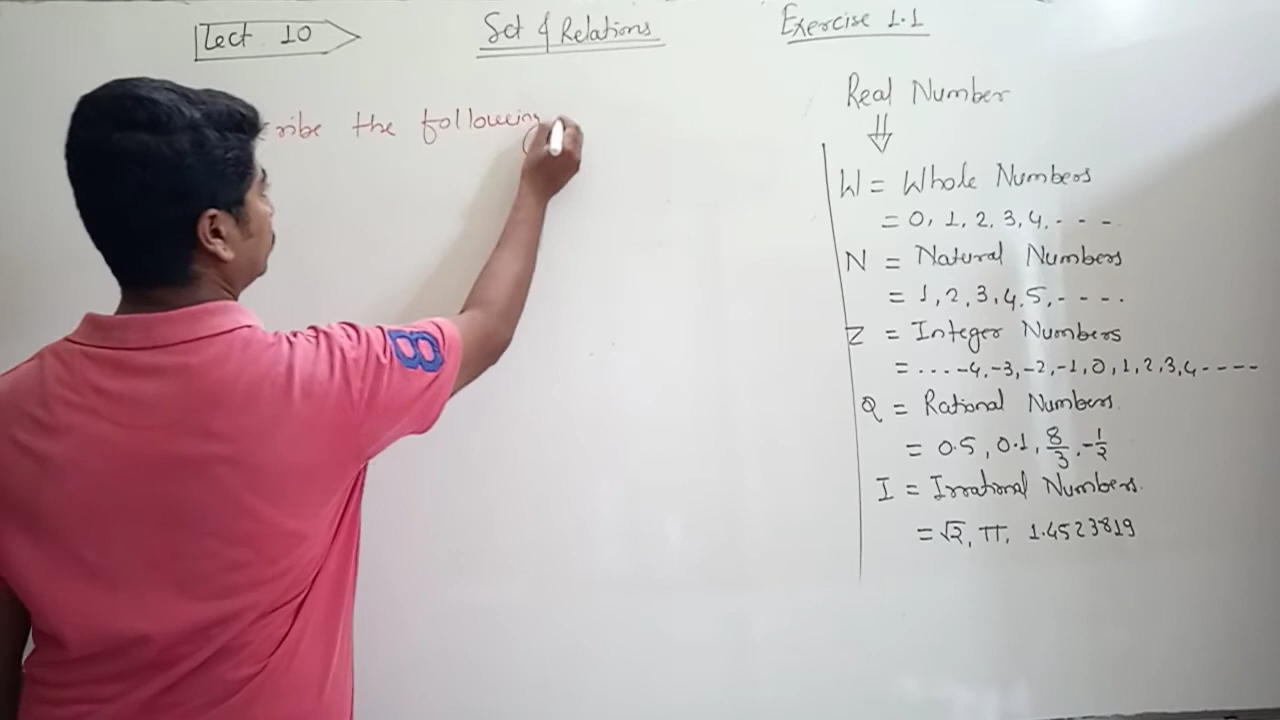 Lect 10
Set & Relations
Exercise 1.1
the following
Real Number
⇓
W = Whole Numbers
= 0, 1, 2, 3, 4, - - -
N = Natural Numbers
= 1, 2, 3, 4, 5, - - - -
Z = Integer Numbers
= .... -4, -3, -2, -1, 0, 1, 2, 3, 4 - - - -
Q = Rational Numbers
= 0.5, 0.1, 8/3, -1/2
I = Irrational Numbers.
= √2, π, 1.4523819
8